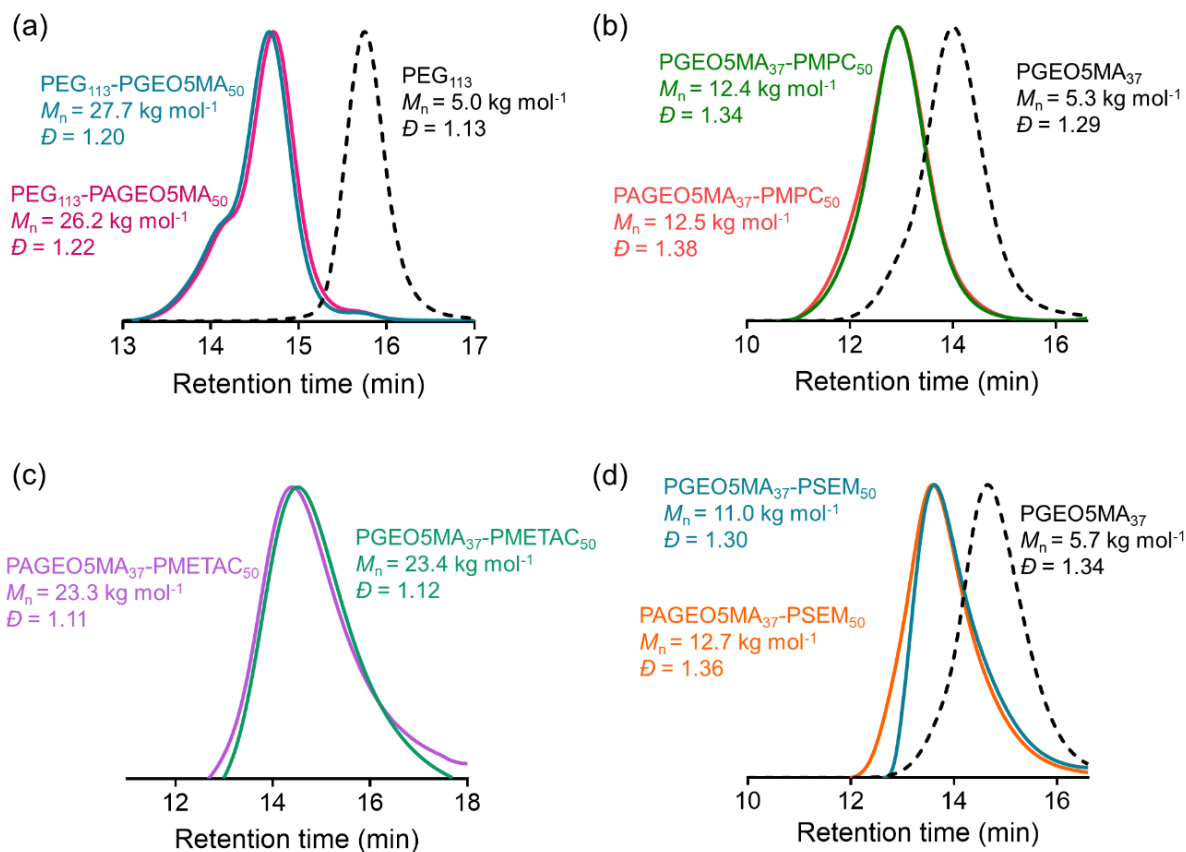 (a)
PEG₁₁₃-PGEO5MA₅₀
Mₙ = 27.7 kg mol⁻¹
Đ = 1.20
PEG₁₁₃
Mₙ = 5.0 kg mol⁻¹
Đ = 1.13
PEG₁₁₃-PAGEO5MA₅₀
Mₙ = 26.2 kg mol⁻¹
Đ = 1.22
13 14 15 16 17
Retention time (min)
(b)
PGEO5MA₃₇-PMPC₅₀
Mₙ = 12.4 kg mol⁻¹
Đ = 1.34
PGEO5MA₃₇
Mₙ = 5.3 kg mol⁻¹
Đ = 1.29
PAGEO5MA₃₇-PMPC₅₀
Mₙ = 12.5 kg mol⁻¹
Đ = 1.38
10 12 14 16
Retention time (min)
(c)
PAGEO5MA₃₇-PMETAC₅₀
Mₙ = 23.3 kg mol⁻¹
Đ = 1.11
PGEO5MA₃₇-PMETAC₅₀
Mₙ = 23.4 kg mol⁻¹
Đ = 1.12
12 14 16 18
Retention time (min)
(d)
PGEO5MA₃₇-PSEM₅₀
Mₙ = 11.0 kg mol⁻¹
Đ = 1.30
PGEO5MA₃₇
Mₙ = 5.7 kg mol⁻¹
Đ = 1.34
PAGEO5MA₃₇-PSEM₅₀
Mₙ = 12.7 kg mol⁻¹
Đ = 1.36
10 12 14 16
Retention time (min)